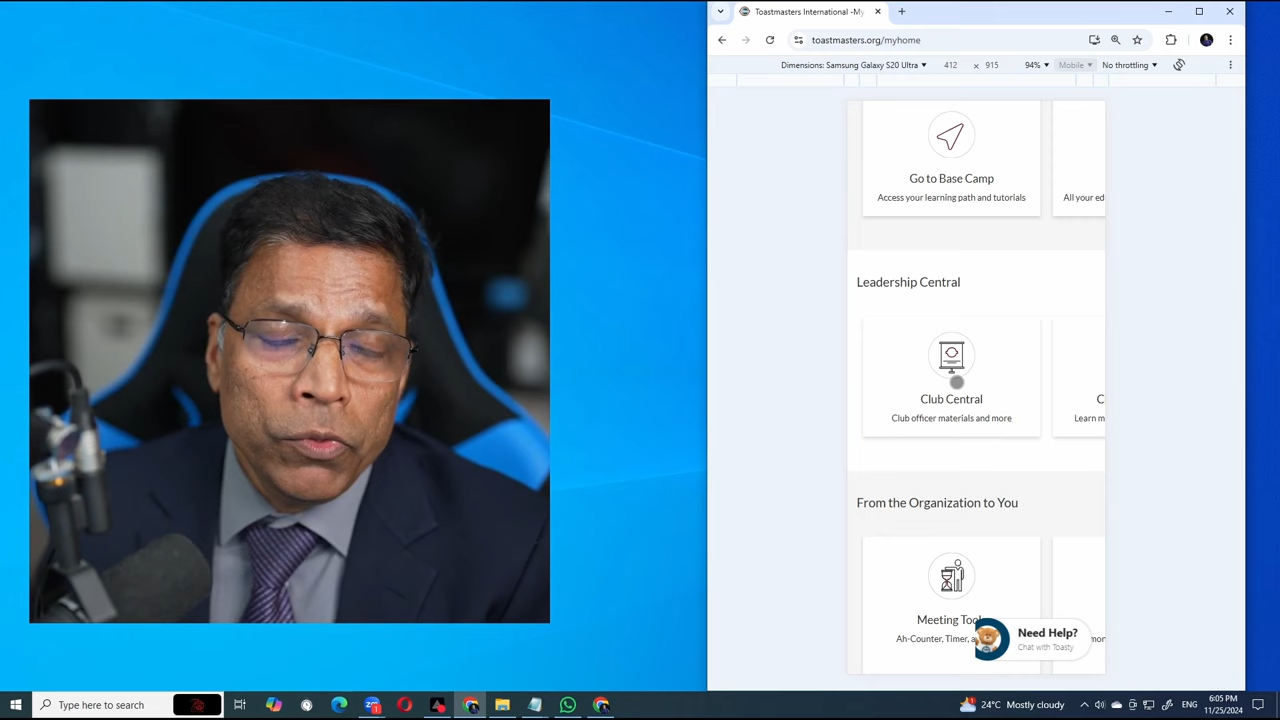 Toastmasters International -My
toastmasters.org/myhome
Dimensions: Samsung Galaxy S20 Ultra 412 × 915 94% Mobile No throttling
Go to Base Camp
Access your learning path and tutorials
All your ed
Leadership Central
Club Central
Club officer materials and more
C
Learn m
From the Organization to You
Meeting Tool
Ah-Counter, Timer, a
Need Help?
Chat with Toasty
mor
Type here to search
24°C Mostly cloudy
ENG
6:05 PM
11/25/2024